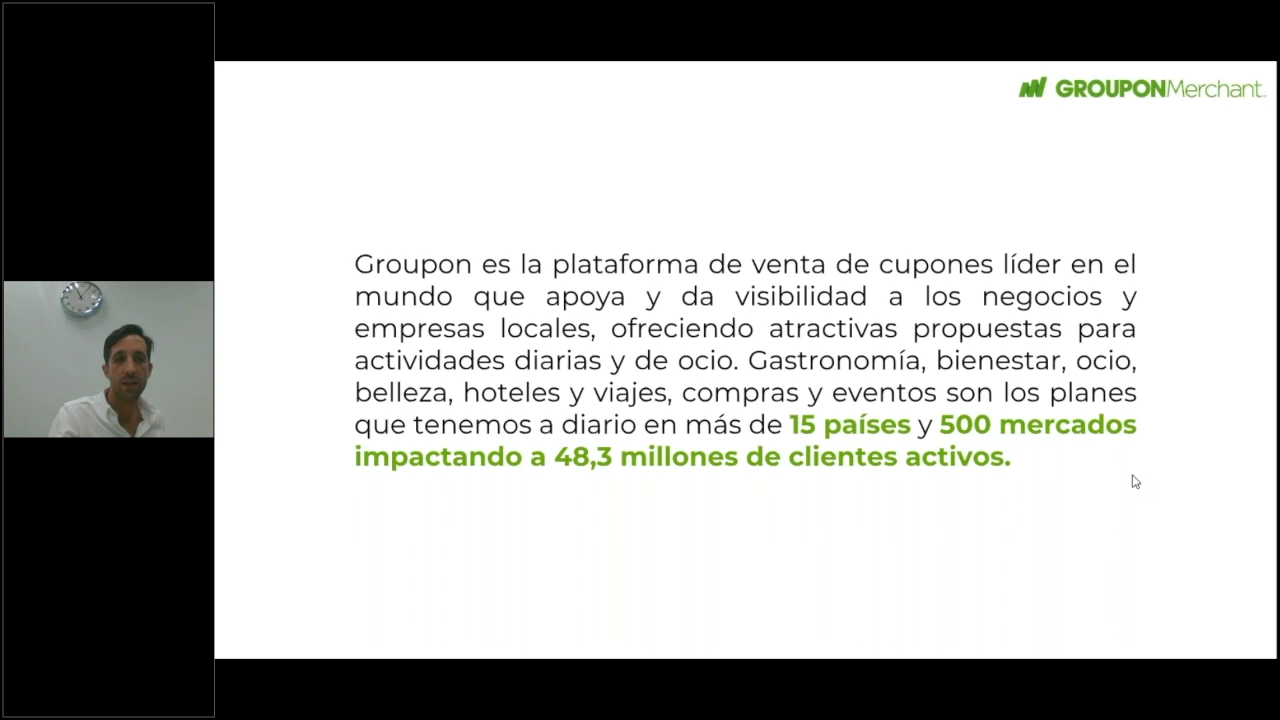 GROUPONMerchant
Groupon es la plataforma de venta de cupones líder en el
mundo que apoya y da visibilidad a los negocios y
empresas locales, ofreciendo atractivas propuestas para
actividades diarias y de ocio. Gastronomía, bienestar, ocio,
belleza, hoteles y viajes, compras y eventos son los planes
que tenemos a diario en más de 15 países y 500 mercados
impactando a 48,3 millones de clientes activos.